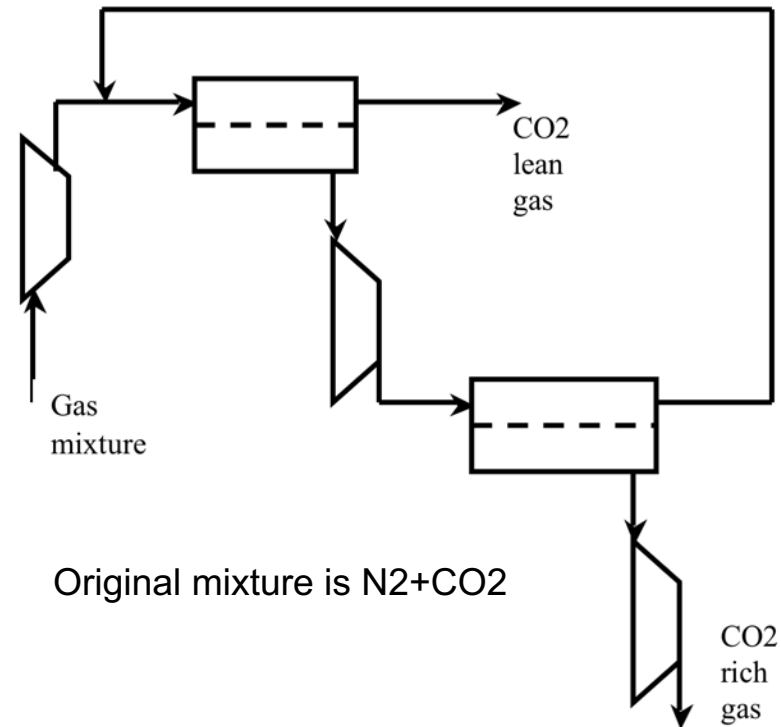 CO2
lean
gas
Gas
mixture
Original mixture is N2+CO2
CO2
rich
gas